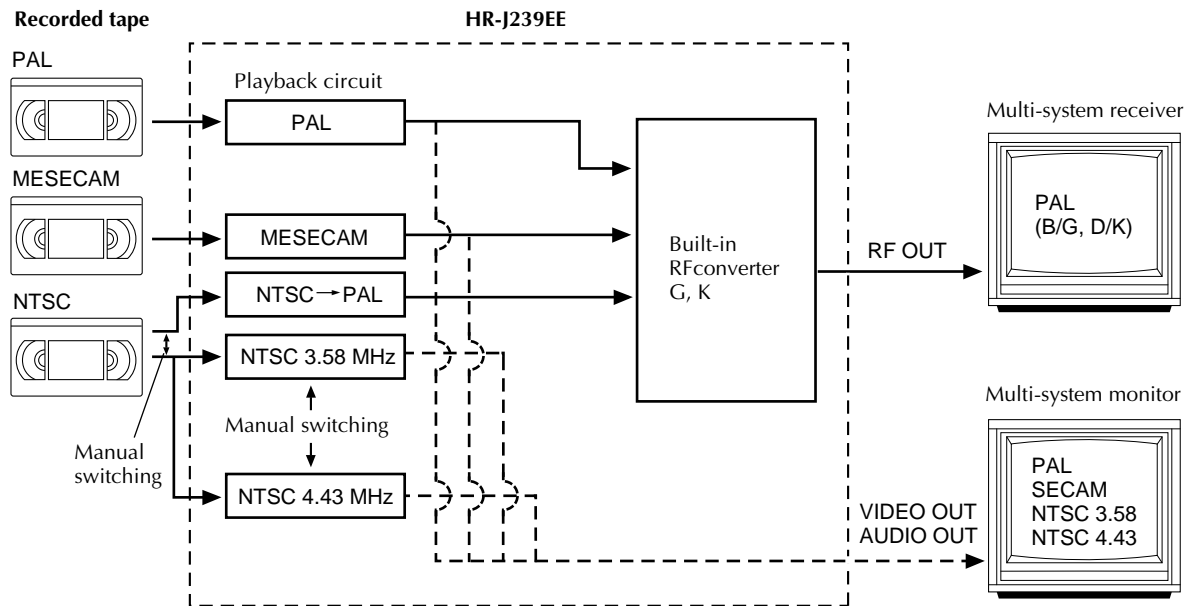 Recorded tape
HR-J239EE
PAL
Playback circuit
PAL
Multi-system receiver
MESECAM
PAL
(B/G, D/K)
MESECAM
Built-in
RFconverter
G, K
RF OUT
NTSC
NTSC→PAL
NTSC 3.58 MHz
Manual switching
Manual
switching
NTSC 4.43 MHz
Multi-system monitor
PAL
SECAM
NTSC 3.58
NTSC 4.43
VIDEO OUT
AUDIO OUT